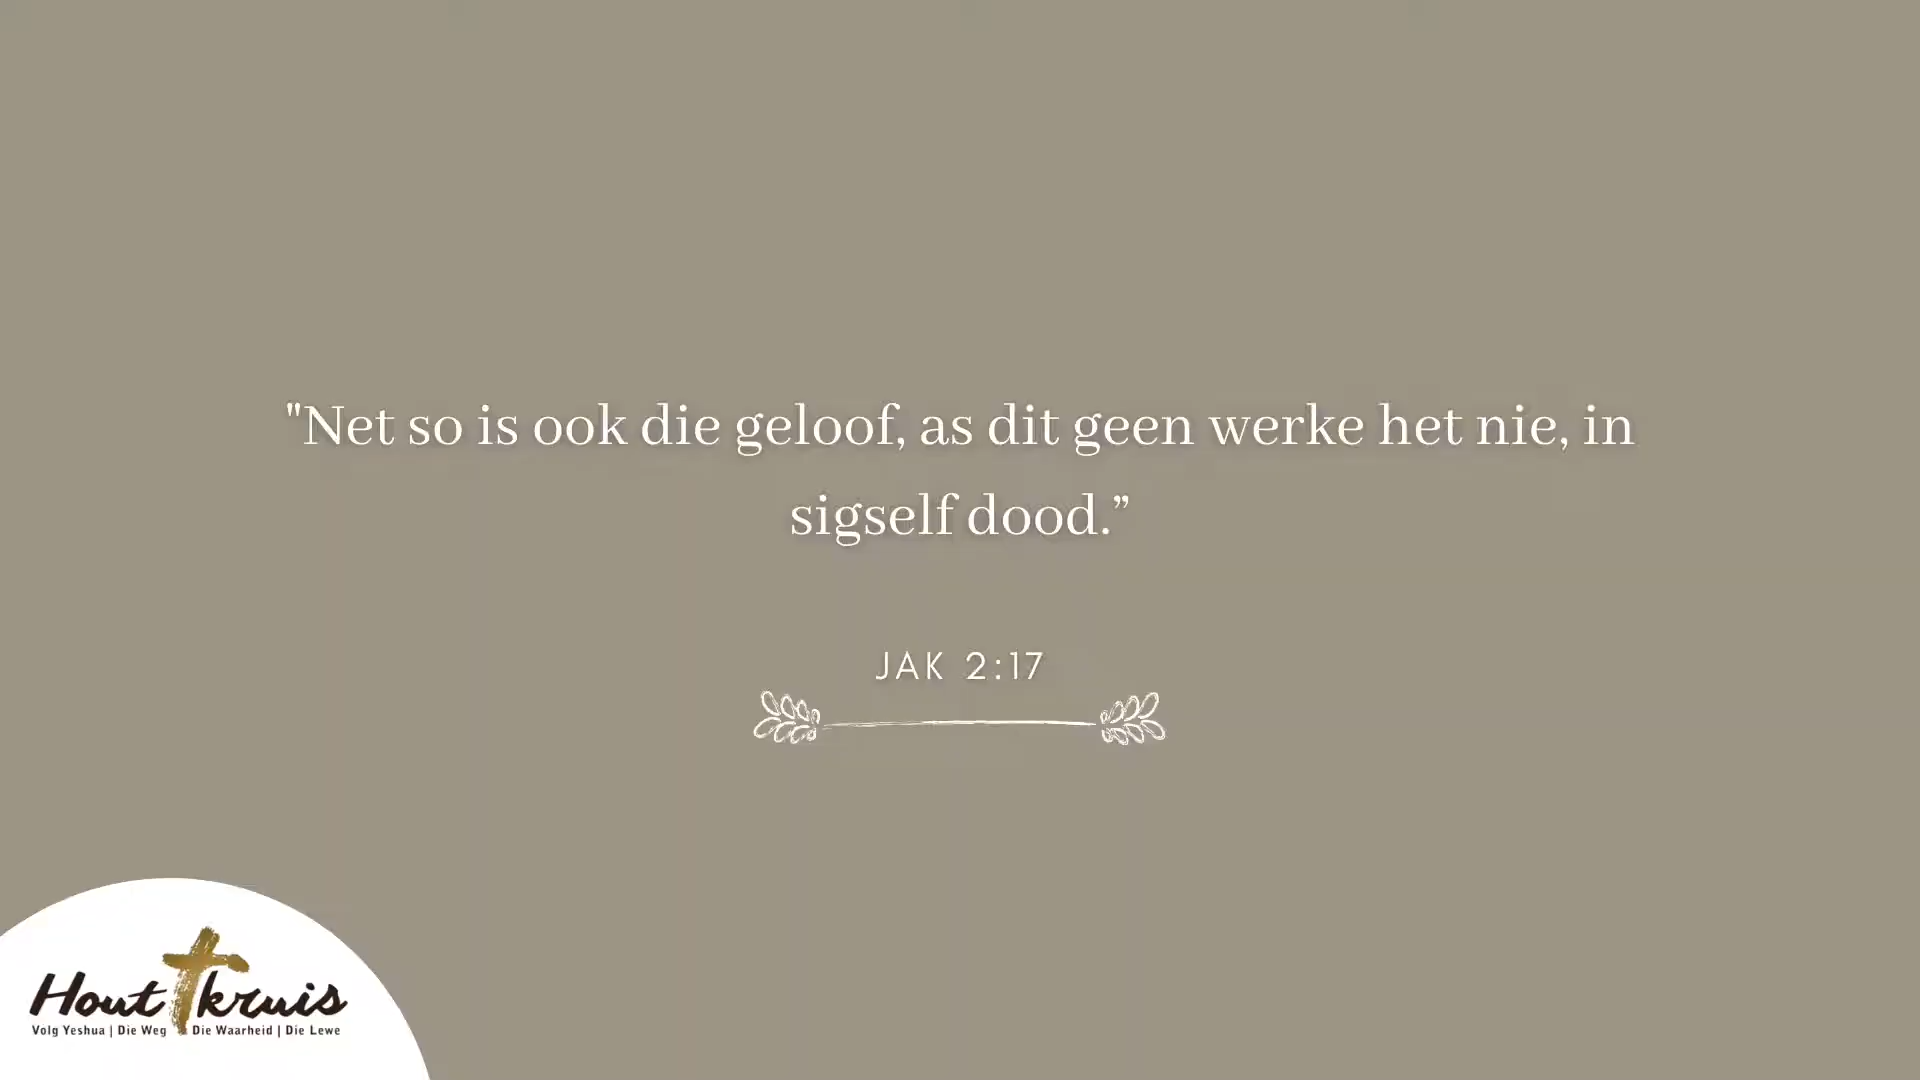 "Net so is ook die geloof, as dit geen werke het nie, in
sigself dood.”
JAK 2:17
Hout kruis
Volg Yeshua | Die Weg Die Waarheid | Die Lewe